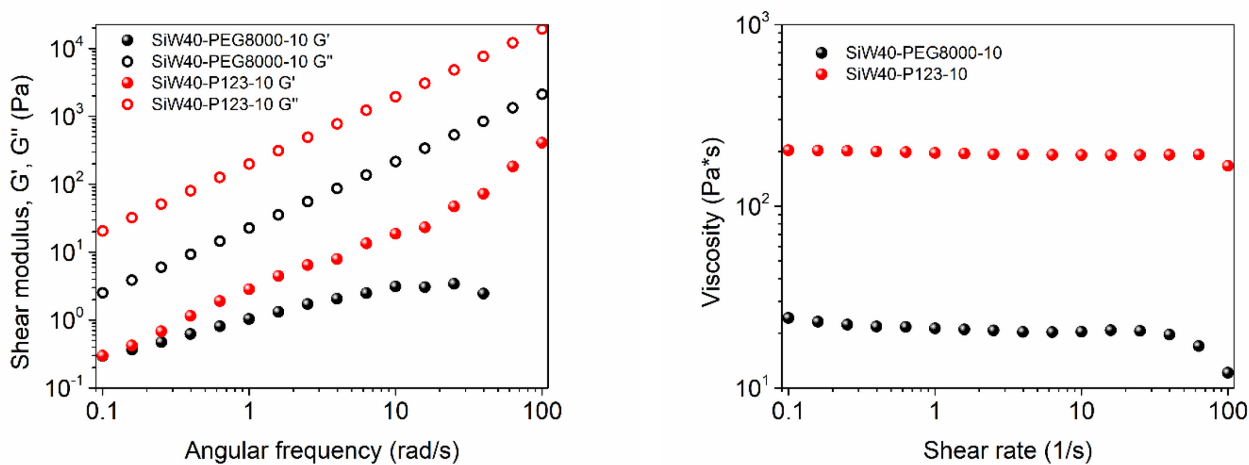 Shear modulus, G', G'' (Pa)
10⁴
10³
10²
10¹
10⁰
10⁻¹
SiW40-PEG8000-10 G'
SiW40-PEG8000-10 G''
SiW40-P123-10 G'
SiW40-P123-10 G''
0.1 1 10 100
Angular frequency (rad/s)
Viscosity (Pa*s)
10³
10²
10¹
SiW40-PEG8000-10
SiW40-P123-10
0.1 1 10 100
Shear rate (1/s)